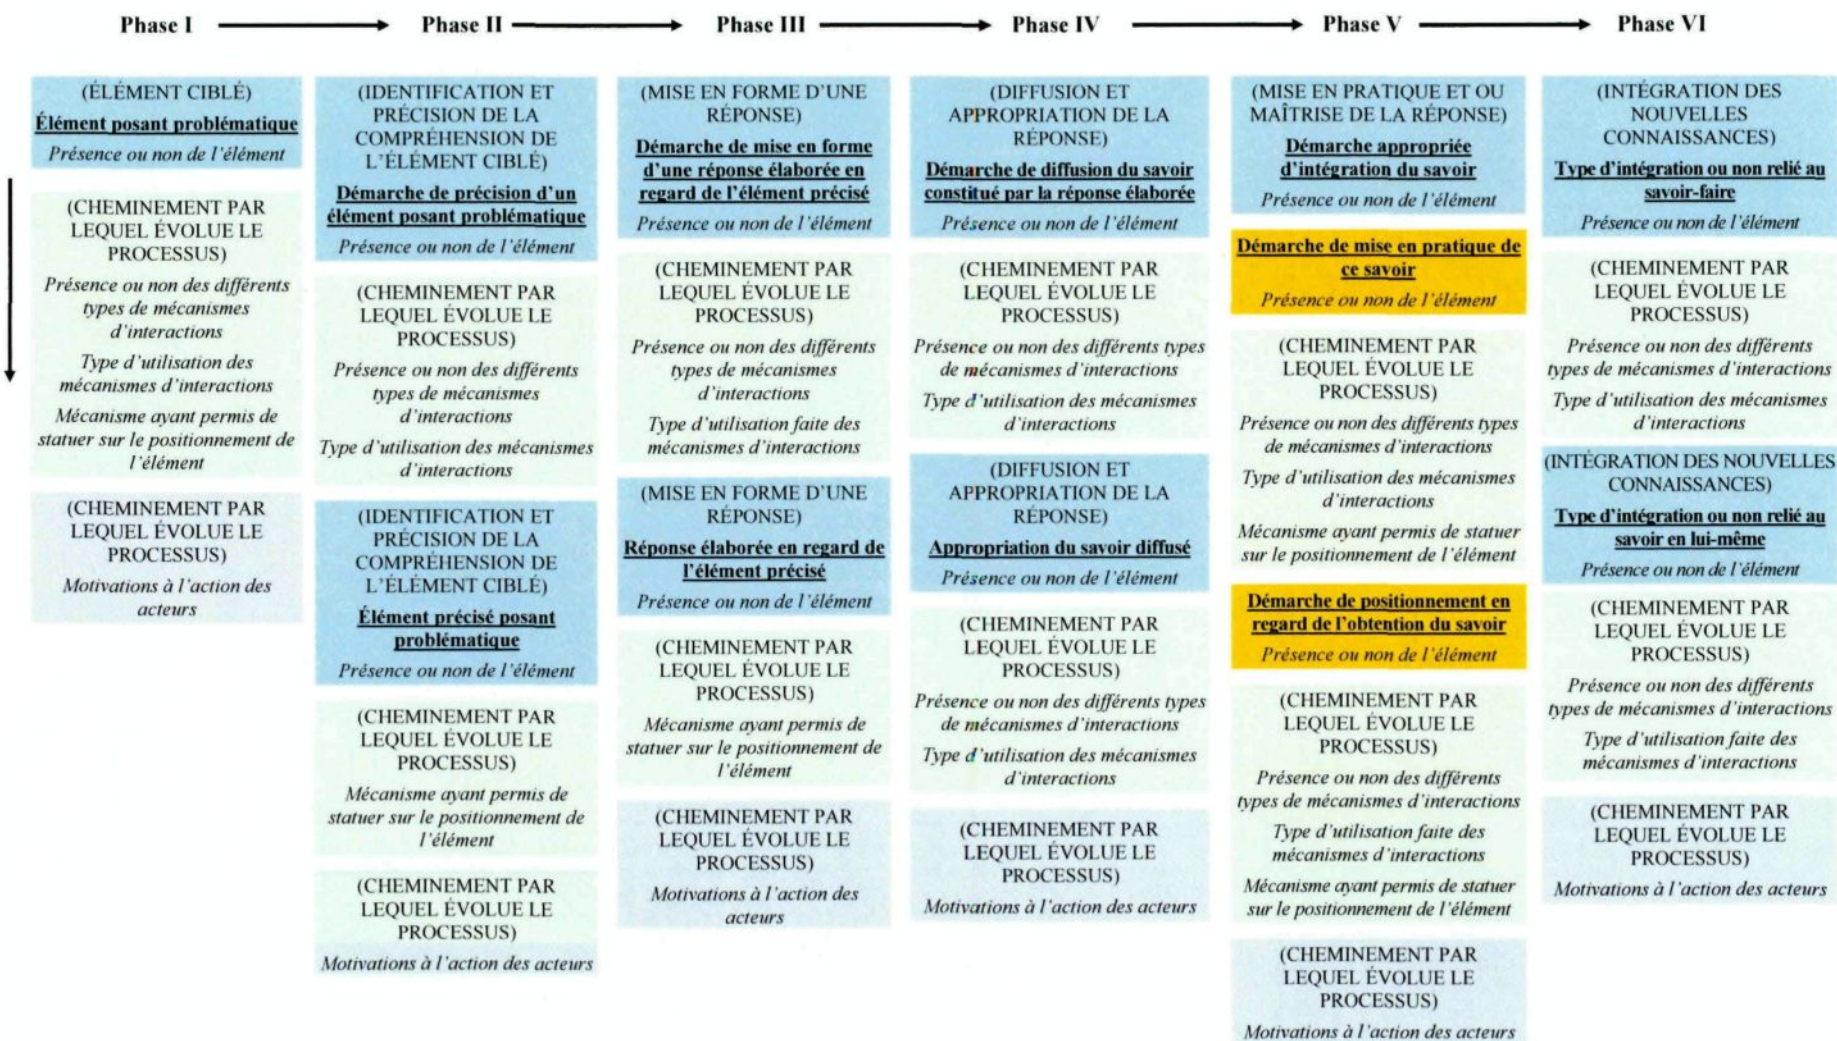 Phase I
Phase II
Phase III
Phase IV
Phase V
Phase VI
(ÉLÉMENT CIBLÉ)
Élément posant problématique
Présence ou non de l'élément
(CHEMINEMENT PAR
LEQUEL ÉVOLUE LE
PROCESSUS)
Présence ou non des différents
types de mécanismes
d'interactions
Type d'utilisation des
mécanismes d'interactions
Mécanisme ayant permis de
statuer sur le positionnement de
l'élément
(CHEMINEMENT PAR
LEQUEL ÉVOLUE LE
PROCESSUS)
Motivations à l'action des
acteurs
(IDENTIFICATION ET
PRÉCISION DE LA
COMPRÉHENSION DE
L'ÉLÉMENT CIBLÉ)
Démarche de précision d'un
élément posant problématique
Présence ou non de l'élément
(CHEMINEMENT PAR
LEQUEL ÉVOLUE LE
PROCESSUS)
Présence ou non des différents
types de mécanismes
d'interactions
Type d'utilisation des mécanismes
d'interactions
(IDENTIFICATION ET
PRÉCISION DE LA
COMPRÉHENSION DE
L'ÉLÉMENT CIBLÉ)
Élément précisé posant
problématique
Présence ou non de l'élément
(CHEMINEMENT PAR
LEQUEL ÉVOLUE LE
PROCESSUS)
Mécanisme ayant permis de
statuer sur le positionnement de
l'élément
(CHEMINEMENT PAR
LEQUEL ÉVOLUE LE
PROCESSUS)
Motivations à l'action des acteurs
(MISE EN FORME D'UNE
RÉPONSE)
Démarche de mise en forme
d'une réponse élaborée en
regard de l'élément précisé
Présence ou non de l'élément
(CHEMINEMENT PAR
LEQUEL ÉVOLUE LE
PROCESSUS)
Présence ou non des différents
types de mécanismes
d'interactions
Type d'utilisation faite des
mécanismes d'interactions
(MISE EN FORME D'UNE
RÉPONSE)
Réponse élaborée en regard de
l'élément précisé
Présence ou non de l'élément
(CHEMINEMENT PAR
LEQUEL ÉVOLUE LE
PROCESSUS)
Mécanisme ayant permis de
statuer sur le positionnement de
l'élément
(CHEMINEMENT PAR
LEQUEL ÉVOLUE LE
PROCESSUS)
Motivations à l'action des
acteurs
(DIFFUSION ET
APPROPRIATION DE LA
RÉPONSE)
Démarche de diffusion du savoir
constitué par la réponse élaborée
Présence ou non de l'élément
(CHEMINEMENT PAR
LEQUEL ÉVOLUE LE
PROCESSUS)
Présence ou non des différents types
de mécanismes d'interactions
Type d'utilisation des mécanismes
d'interactions
(DIFFUSION ET
APPROPRIATION DE LA
RÉPONSE)
Appropriation du savoir diffusé
Présence ou non de l'élément
(CHEMINEMENT PAR
LEQUEL ÉVOLUE LE
PROCESSUS)
Présence ou non des différents types
de mécanismes d'interactions
Type d'utilisation des mécanismes
d'interactions
(CHEMINEMENT PAR
LEQUEL ÉVOLUE LE
PROCESSUS)
Motivations à l'action des acteurs
(MISE EN PRATIQUE ET OU
MAÎTRISE DE LA RÉPONSE)
Démarche appropriée
d'intégration du savoir
Présence ou non de l'élément
Démarche de mise en pratique de
ce savoir
Présence ou non de l'élément
(CHEMINEMENT PAR
LEQUEL ÉVOLUE LE
PROCESSUS)
Présence ou non des différents types
de mécanismes d'interactions
Type d'utilisation des mécanismes
d'interactions
Mécanisme ayant permis de statuer
sur le positionnement de l'élément
Démarche de positionnement en
regard de l'obtention du savoir
Présence ou non de l'élément
(CHEMINEMENT PAR
LEQUEL ÉVOLUE LE
PROCESSUS)
Présence ou non des différents
types de mécanismes d'interactions
Type d'utilisation faite des
mécanismes d'interactions
Mécanisme ayant permis de statuer
sur le positionnement de l'élément
(CHEMINEMENT PAR
LEQUEL ÉVOLUE LE
PROCESSUS)
Motivations à l'action des acteurs
(INTÉGRATION DES
NOUVELLES
CONNAISSANCES)
Type d'intégration ou non relié au
savoir-faire
Présence ou non de l'élément
(CHEMINEMENT PAR
LEQUEL ÉVOLUE LE
PROCESSUS)
Présence ou non des différents
types de mécanismes d'interactions
Type d'utilisation des mécanismes
d'interactions
(INTÉGRATION DES NOUVELLES
CONNAISSANCES)
Type d'intégration ou non relié au
savoir en lui-même
Présence ou non de l'élément
(CHEMINEMENT PAR
LEQUEL ÉVOLUE LE
PROCESSUS)
Présence ou non des différents
types de mécanismes d'interactions
Type d'utilisation faite des
mécanismes d'interactions
(CHEMINEMENT PAR
LEQUEL ÉVOLUE LE
PROCESSUS)
Motivations à l'action des acteurs